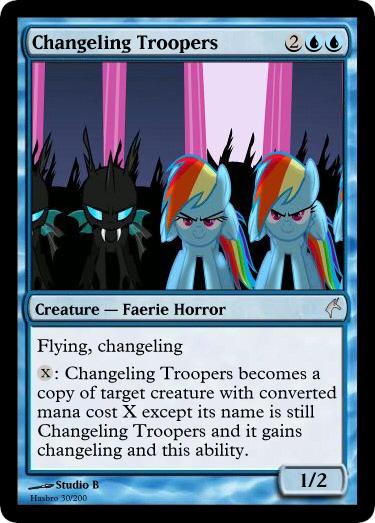 Changeling Troopers 2
Creature — Faerie Horror
Flying, changeling
X: Changeling Troopers becomes a
copy of target creature with converted
mana cost X except its name is still
Changeling Troopers and it gains
changeling and this ability.
1/2
Studio B
Hasbro 30/200